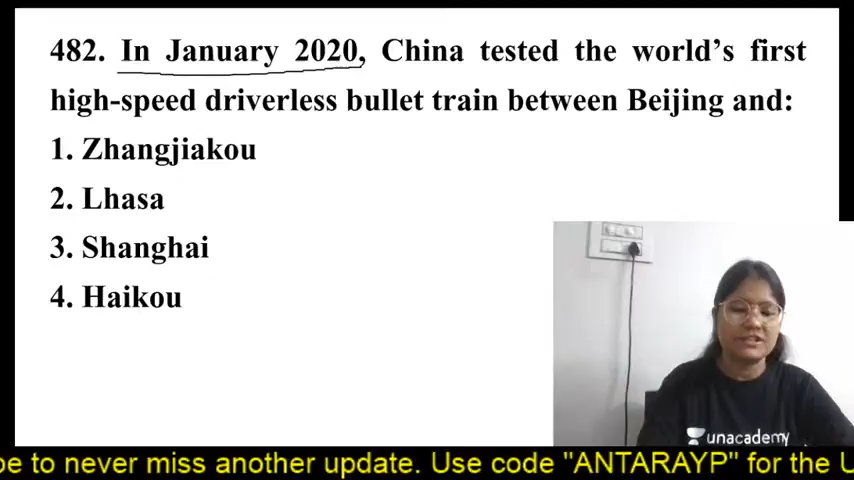 482. In January 2020, China tested the world's first
high-speed driverless bullet train between Beijing and:
1. Zhangjiakou
2. Lhasa
3. Shanghai
4. Haikou
unacademy
be to never miss another update. Use code "ANTARAYP" for the U